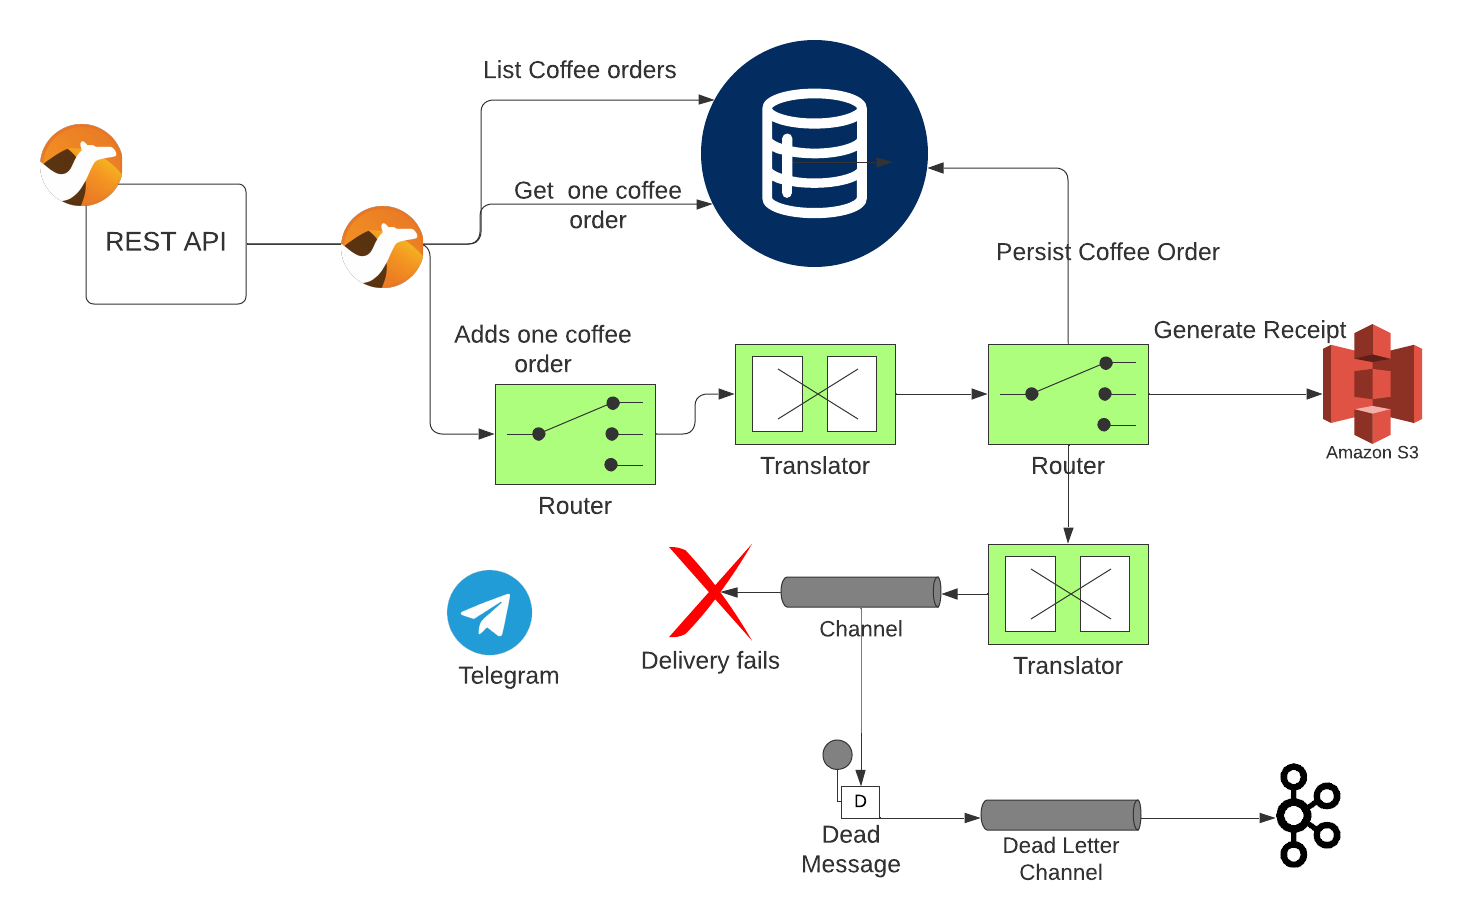 List Coffee orders
Get  one coffee
order
REST API
Persist Coffee Order
Adds one coffee
order
Generate Receipt
Amazon S3
Translator
Router
Router
Channel
Delivery fails
Translator
Telegram
D
Dead
Message
Dead Letter
Channel